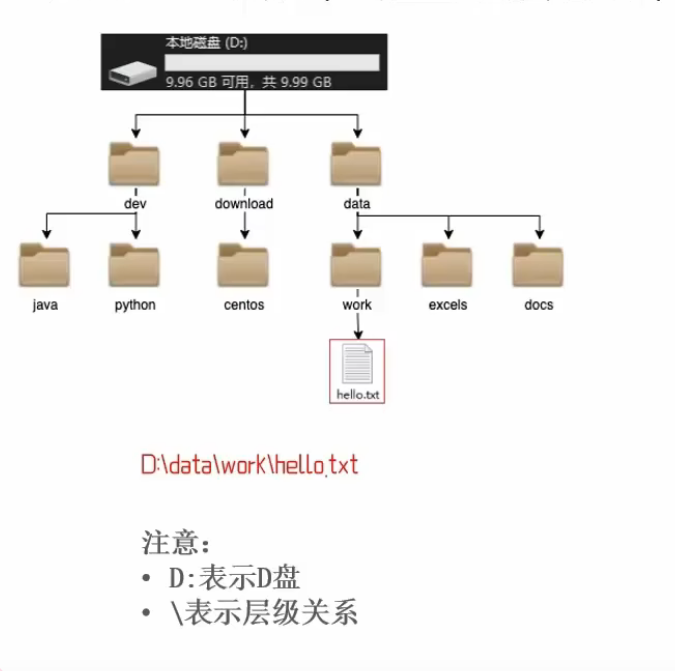 本地磁盘 (D:)
9.96 GB 可用，共 9.99 GB
dev download data
java python centos work excels docs
hello.txt
D:\data\work\hello.txt
注意：
• D:表示D盘
• \表示层级关系